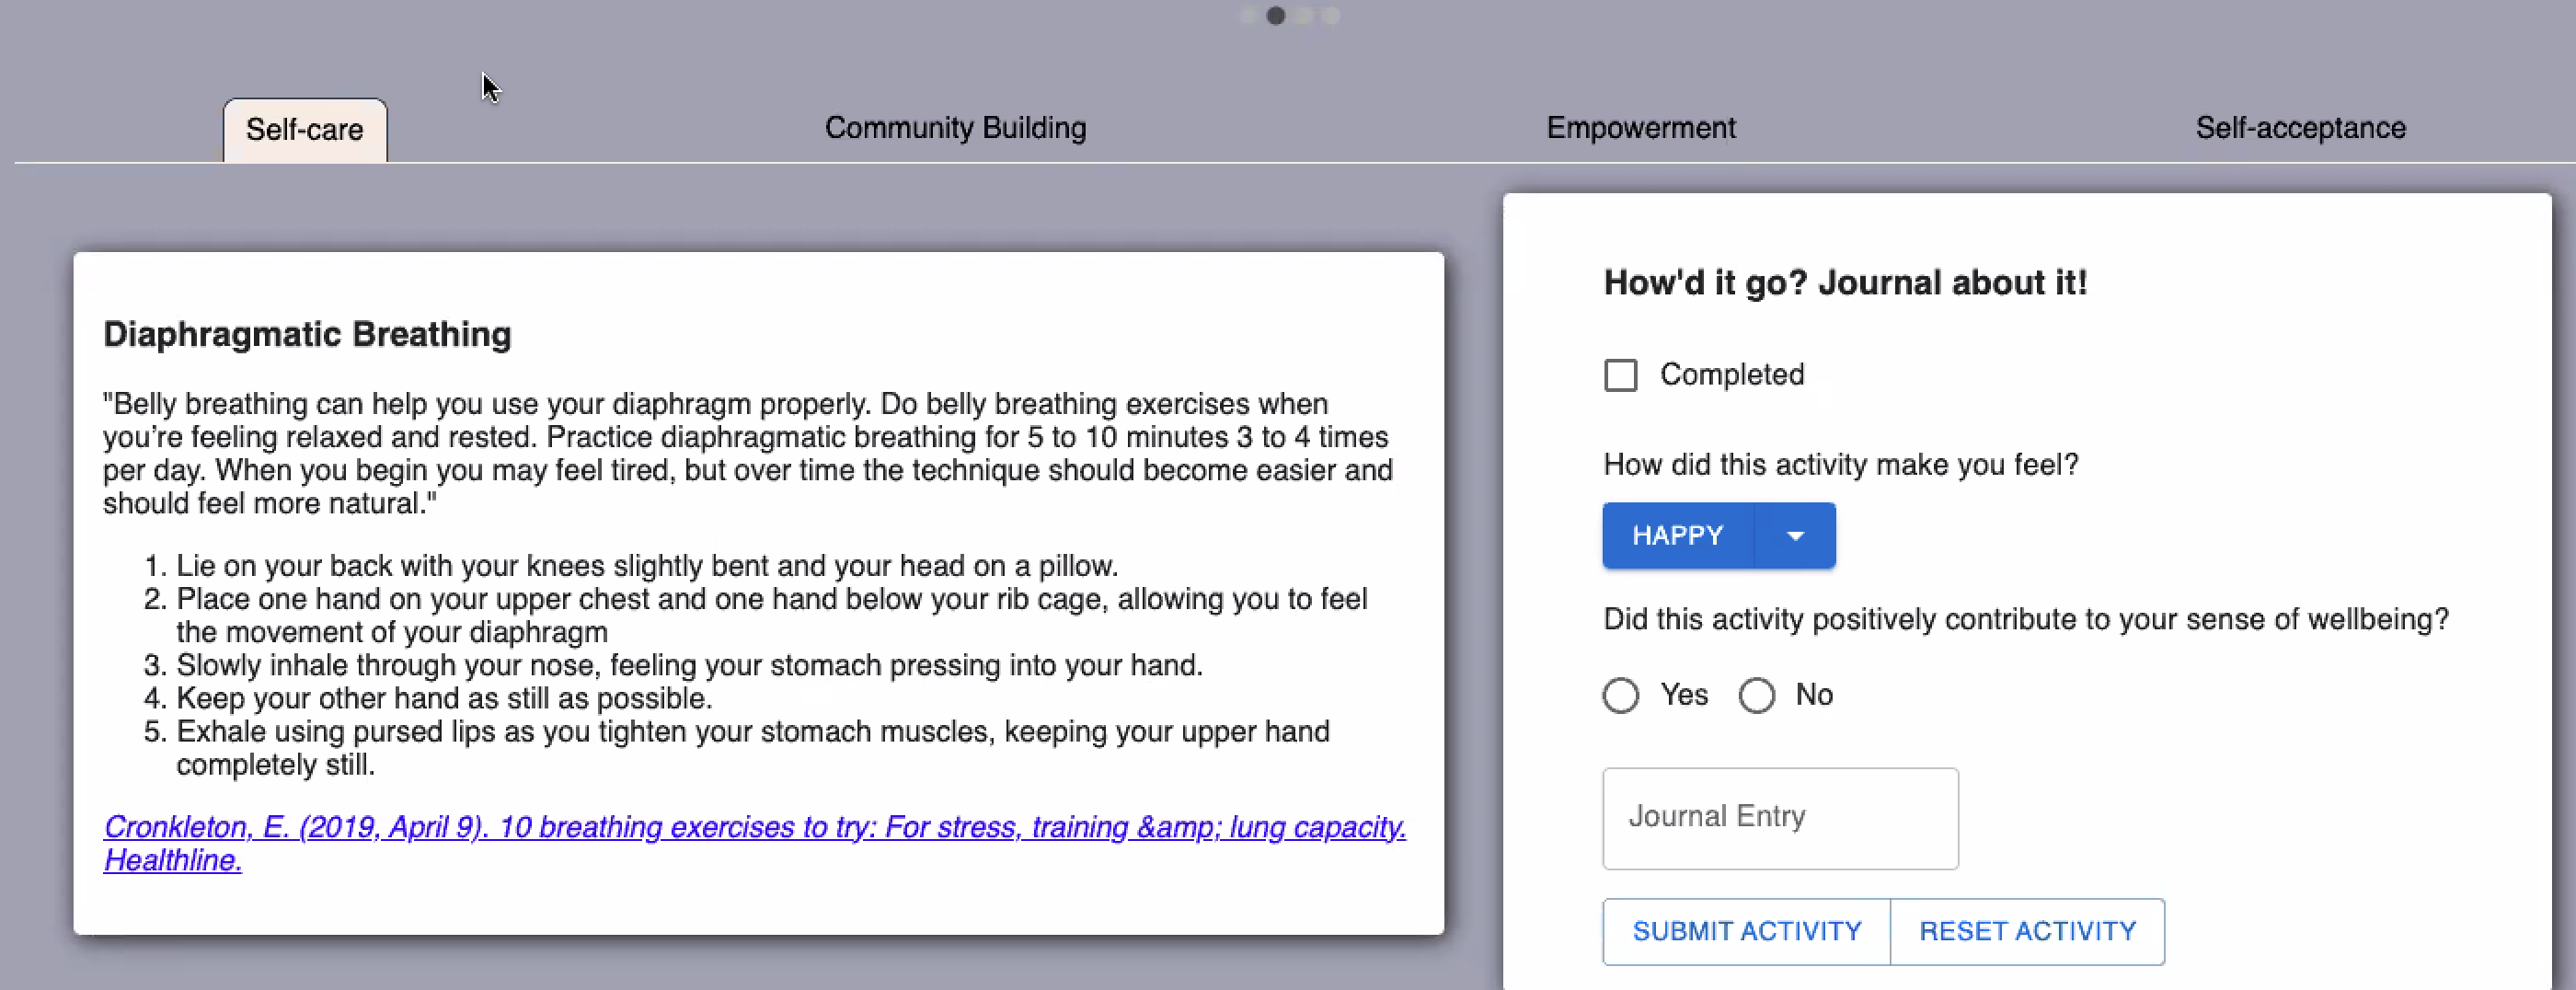 Self-care
Community Building
Empowerment
Self-acceptance
Diaphragmatic Breathing
"Belly breathing can help you use your diaphragm properly. Do belly breathing exercises when
you’re feeling relaxed and rested. Practice diaphragmatic breathing for 5 to 10 minutes 3 to 4 times
per day. When you begin you may feel tired, but over time the technique should become easier and
should feel more natural."
1. Lie on your back with your knees slightly bent and your head on a pillow.
2. Place one hand on your upper chest and one hand below your rib cage, allowing you to feel
the movement of your diaphragm
3. Slowly inhale through your nose, feeling your stomach pressing into your hand.
4. Keep your other hand as still as possible.
5. Exhale using pursed lips as you tighten your stomach muscles, keeping your upper hand
completely still.
Cronkleton, E. (2019, April 9). 10 breathing exercises to try: For stress, training &amp; lung capacity.
Healthline.
How'd it go? Journal about it!
Completed
How did this activity make you feel?
HAPPY
Did this activity positively contribute to your sense of wellbeing?
Yes
No
Journal Entry
SUBMIT ACTIVITY
RESET ACTIVITY